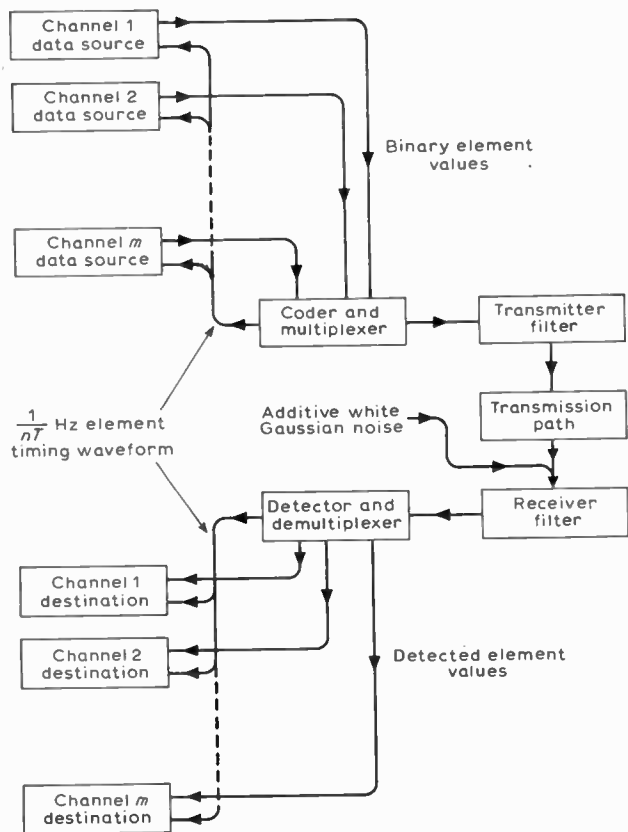 Channel 1
data source
Channel 2
data source
Binary element
values
Channel m
data source
Coder and
multiplexer
Transmitter
filter
1/nT Hz element
timing waveform
Additive white
Gaussian noise
Transmission
path
Detector and
demultiplexer
Receiver
filter
Channel 1
destination
Channel 2
destination
Detected element
values
Channel m
destination